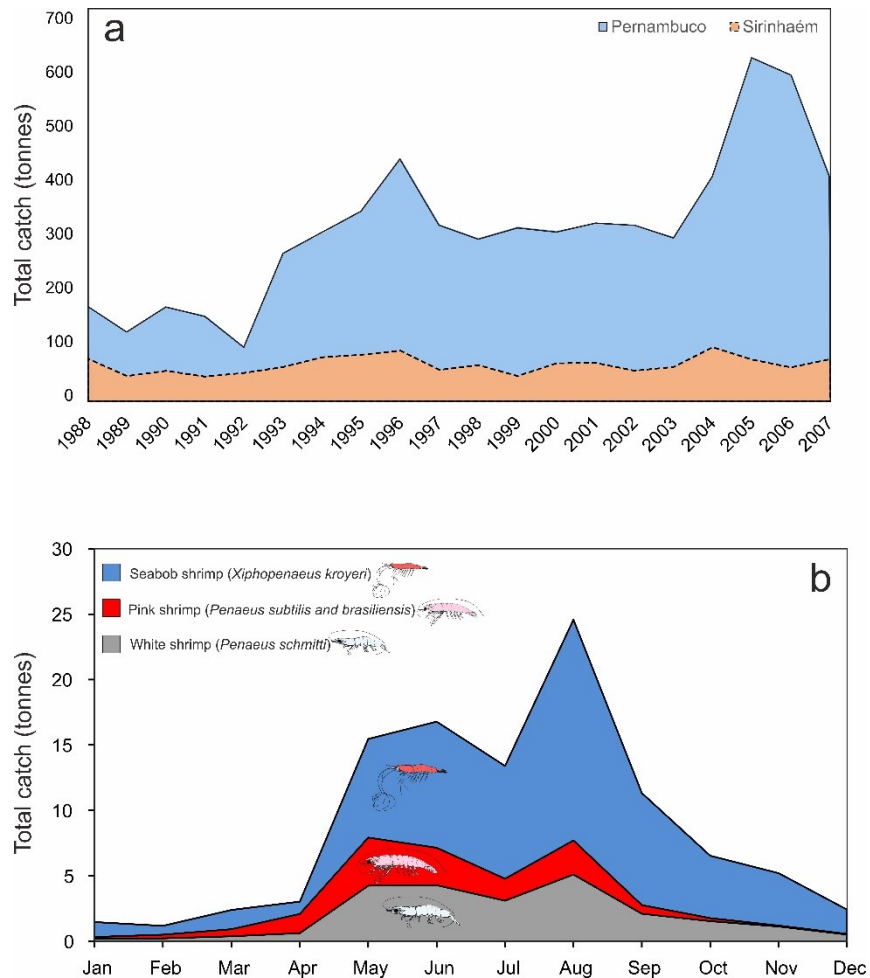 a
Pernambuco Sirinhaém
Total catch (tonnes)
700
600
500
400
300
200
100
0
1988 1989 1990 1991 1992 1993 1994 1995 1996 1997 1998 1999 2000 2001 2002 2003 2004 2005 2006 2007
b
Seabob shrimp (Xiphopenaeus kroyeri)
Pink shrimp (Penaeus subtilis and brasiliensis)
White shrimp (Penaeus schmitti)
Total catch (tonnes)
30
25
20
15
10
5
0
Jan Feb Mar Apr May Jun Jul Aug Sep Oct Nov Dec